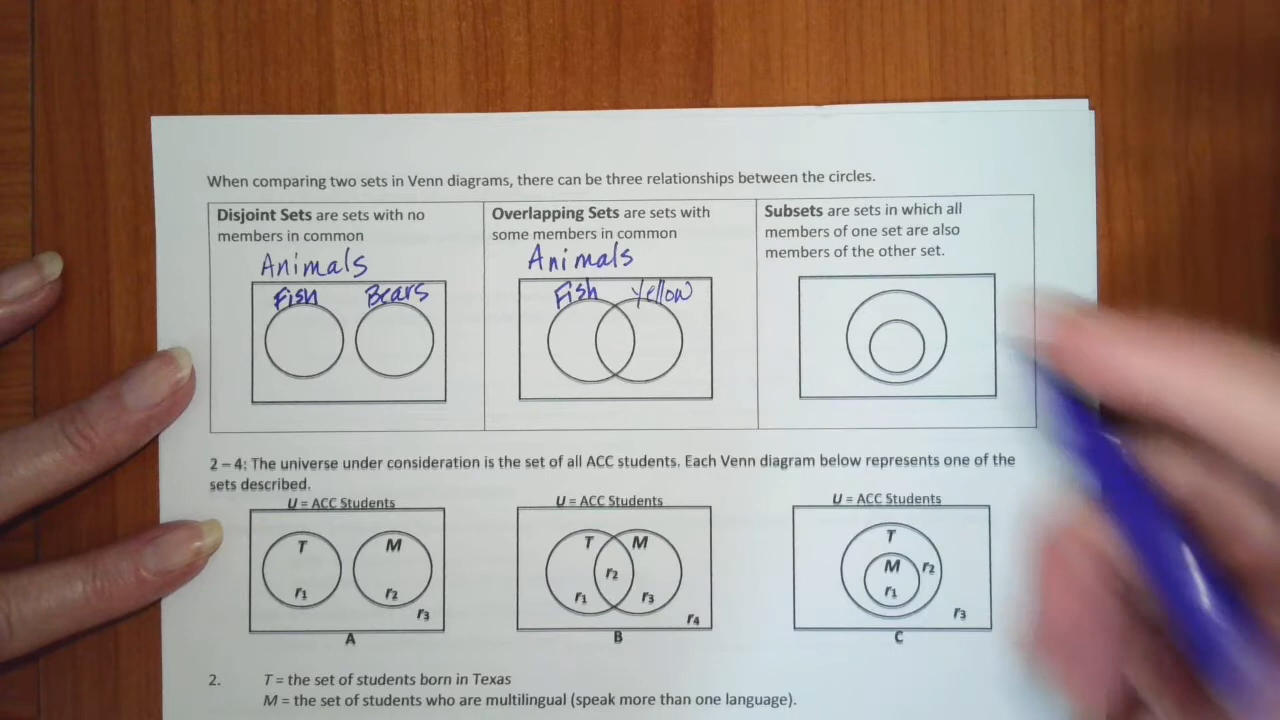 When comparing two sets in Venn diagrams, there can be three relationships between the circles.
Disjoint Sets are sets with no
members in common
Animals
Fish Bears
Overlapping Sets are sets with
some members in common
Animals
Fish Yellow
Subsets are sets in which all
members of one set are also
members of the other set.
2 – 4: The universe under consideration is the set of all ACC students. Each Venn diagram below represents one of the
sets described.
U = ACC Students
T M
r1 r2
r3
A
U = ACC Students
T M
r2
r1 r3
r4
B
U = ACC Students
T
M r2
r1
r3
C
2. T = the set of students born in Texas
M = the set of students who are multilingual (speak more than one language).